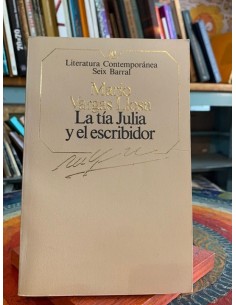 Literatura Contemporánea
Seix Barral
Mario
Vargas Llosa
La tía Julia
y el escribidor